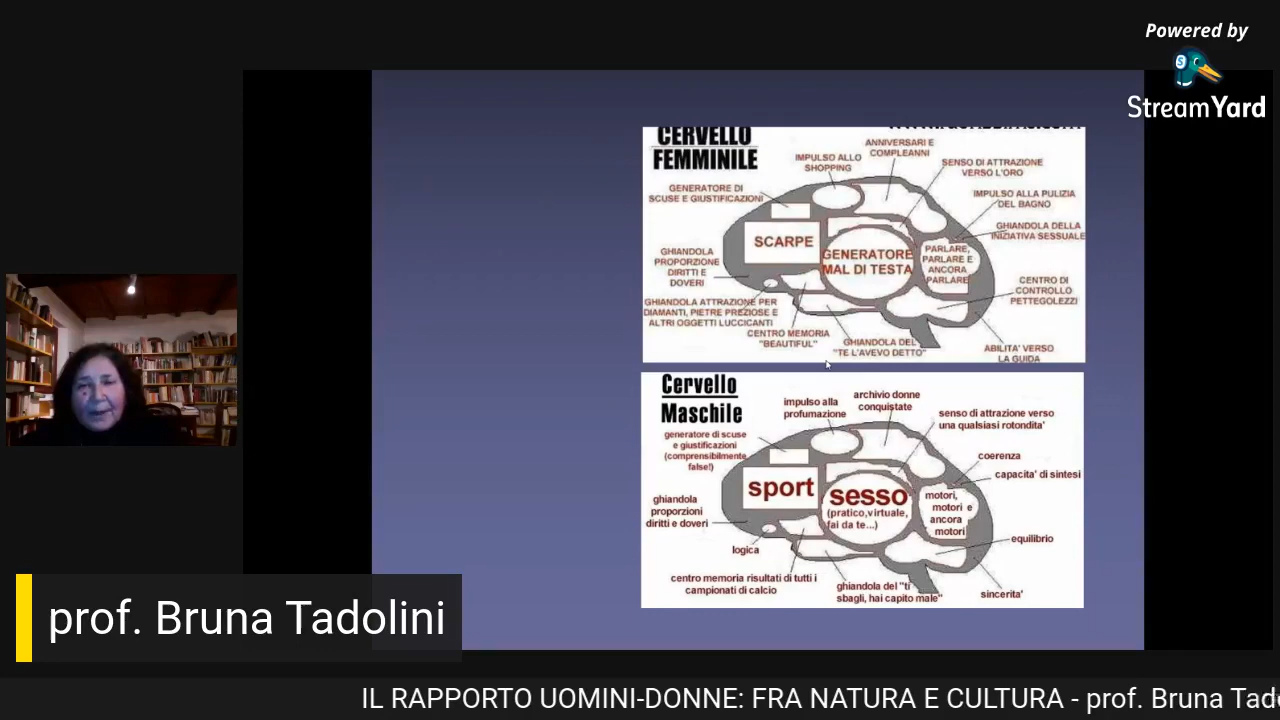 Powered by
StreamYard
CERVELLO
FEMMINILE
ANNIVERSARI E
COMPLEANNI
IMPULSO ALLO
SHOPPING
SENSO DI ATTRAZIONE
VERSO L'ORO
GENERATORE DI
SCUSE E GIUSTIFICAZIONI
IMPULSO ALLA PULIZIA
DEL BAGNO
GHIANDOLA DELLA
INIZIATIVA SESSUALE
SCARPE
GENERATORE
MAL DI TESTA
PARLARE,
PARLARE E
ANCORA
PARLARE
GHIANDOLA
PROPORZIONE
DIRITTI E
DOVERI
CENTRO DI
CONTROLLO
PETTEGOLEZZI
GHIANDOLA ATTRAZIONE PER
DIAMANTI, PIETRE PREZIOSE E
ALTRI OGGETTI LUCCICANTI
CENTRO MEMORIA
"BEAUTIFUL"
GHIANDOLA DEL
"TE L'AVEVO DETTO"
ABILITA' VERSO
LA GUIDA
Cervello
Maschile
impulso alla
profumazione
archivio donne
conquistate
senso di attrazione verso
una qualsiasi rotondita'
generatore di scuse
e giustificazioni
(comprensibilmente
false!)
coerenza
capacita' di sintesi
sport
sesso
(pratico,virtuale,
fai da te...)
motori,
motori e
ancora
motori
ghiandola
proporzioni
diritti e doveri
logica
equilibrio
centro memoria risultati di tutti i
campionati di calcio
ghiandola del "ti
sbagli, hai capito male"
sincerita'
prof. Bruna Tadolini
IL RAPPORTO UOMINI-DONNE: FRA NATURA E CULTURA - prof. Bruna Tad